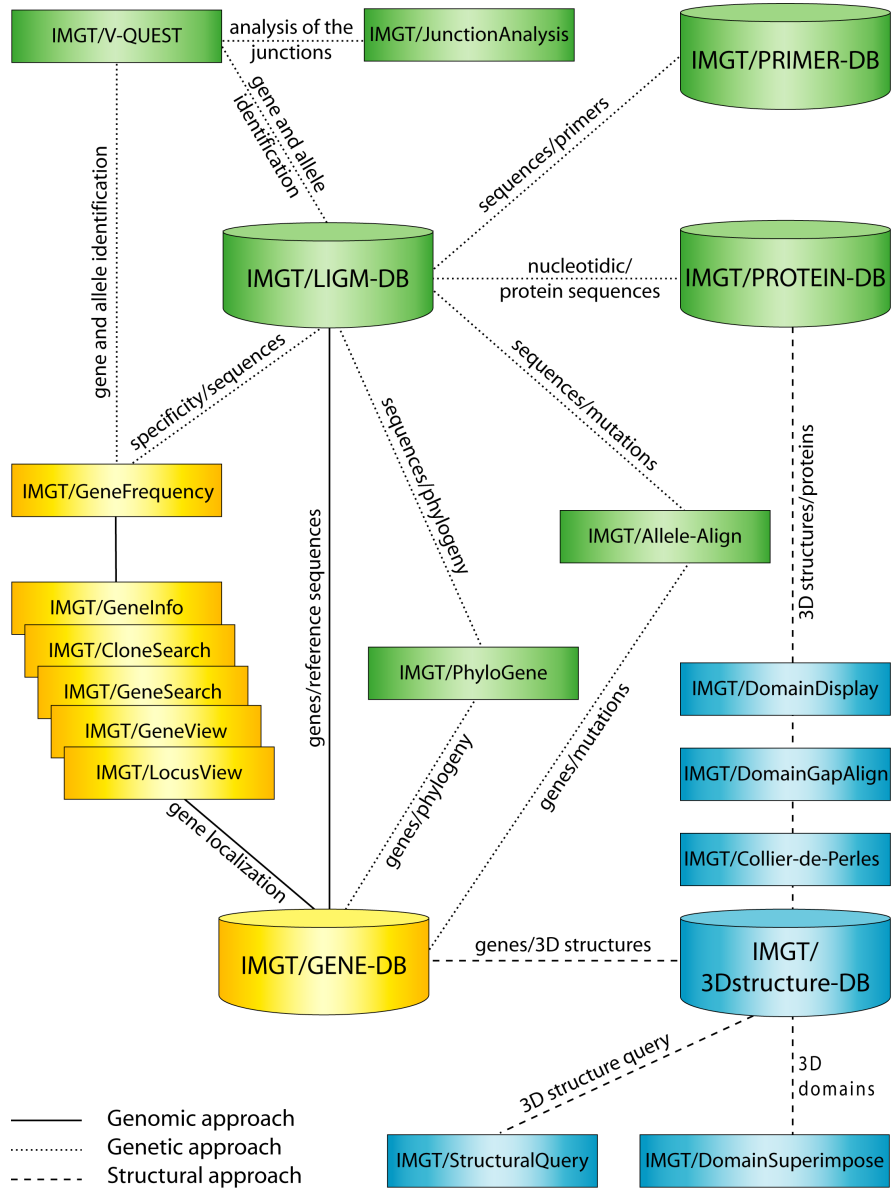 IMGT/V-QUEST
analysis of the
junctions
IMGT/JunctionAnalysis
IMGT/PRIMER-DB
gene and allele
identification
sequences/primers
gene and allele identification
IMGT/LIGM-DB
nucleotidic/
protein sequences
IMGT/PROTEIN-DB
specificity/sequences
sequences/phylogeny
sequences/mutations
IMGT/GeneFrequency
genes/reference sequences
IMGT/Allele-Align
3D structures/proteins
IMGT/GeneInfo
IMGT/CloneSearch
IMGT/GeneSearch
IMGT/GeneView
IMGT/LocusView
IMGT/PhyloGene
IMGT/DomainDisplay
IMGT/DomainGapAlign
IMGT/Collier-de-Perles
gene localization
genes/phylogeny
genes/mutations
IMGT/GENE-DB
genes/3D structures
IMGT/
3Dstructure-DB
3D structure query
3D
domains
IMGT/StructuralQuery
IMGT/DomainSuperimpose
Genomic approach
Genetic approach
Structural approach